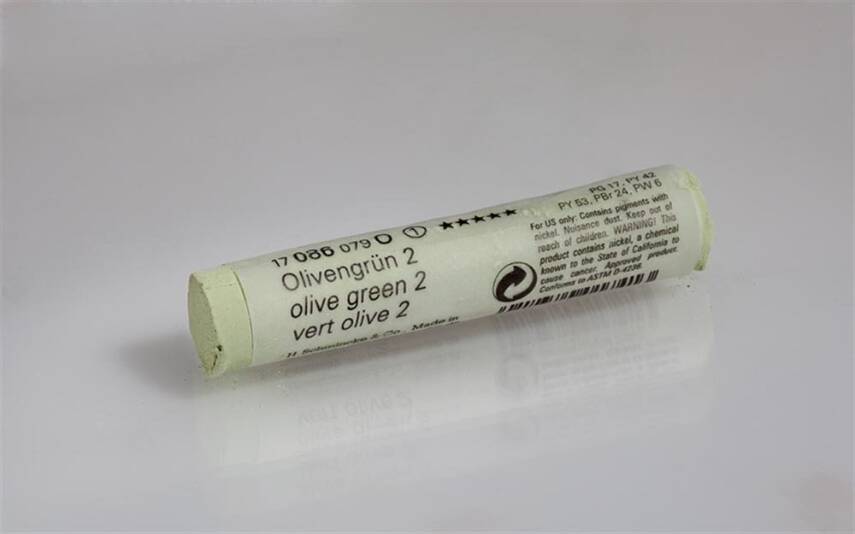 17 086 079 O ① ★★★★★
Olivengrün 2
olive green 2
vert olive 2
H. Schmincke & Co., Made in
PG 17, PY 42
PY 53, PBr 24, PW 6
For US only: Contains pigments with
nickel. Nuisance dust. Keep out of
reach of children. WARNING! This
product contains nickel, a chemical
known to the State of California to
cause cancer. Approved product.
Conforms to ASTM D-4236.